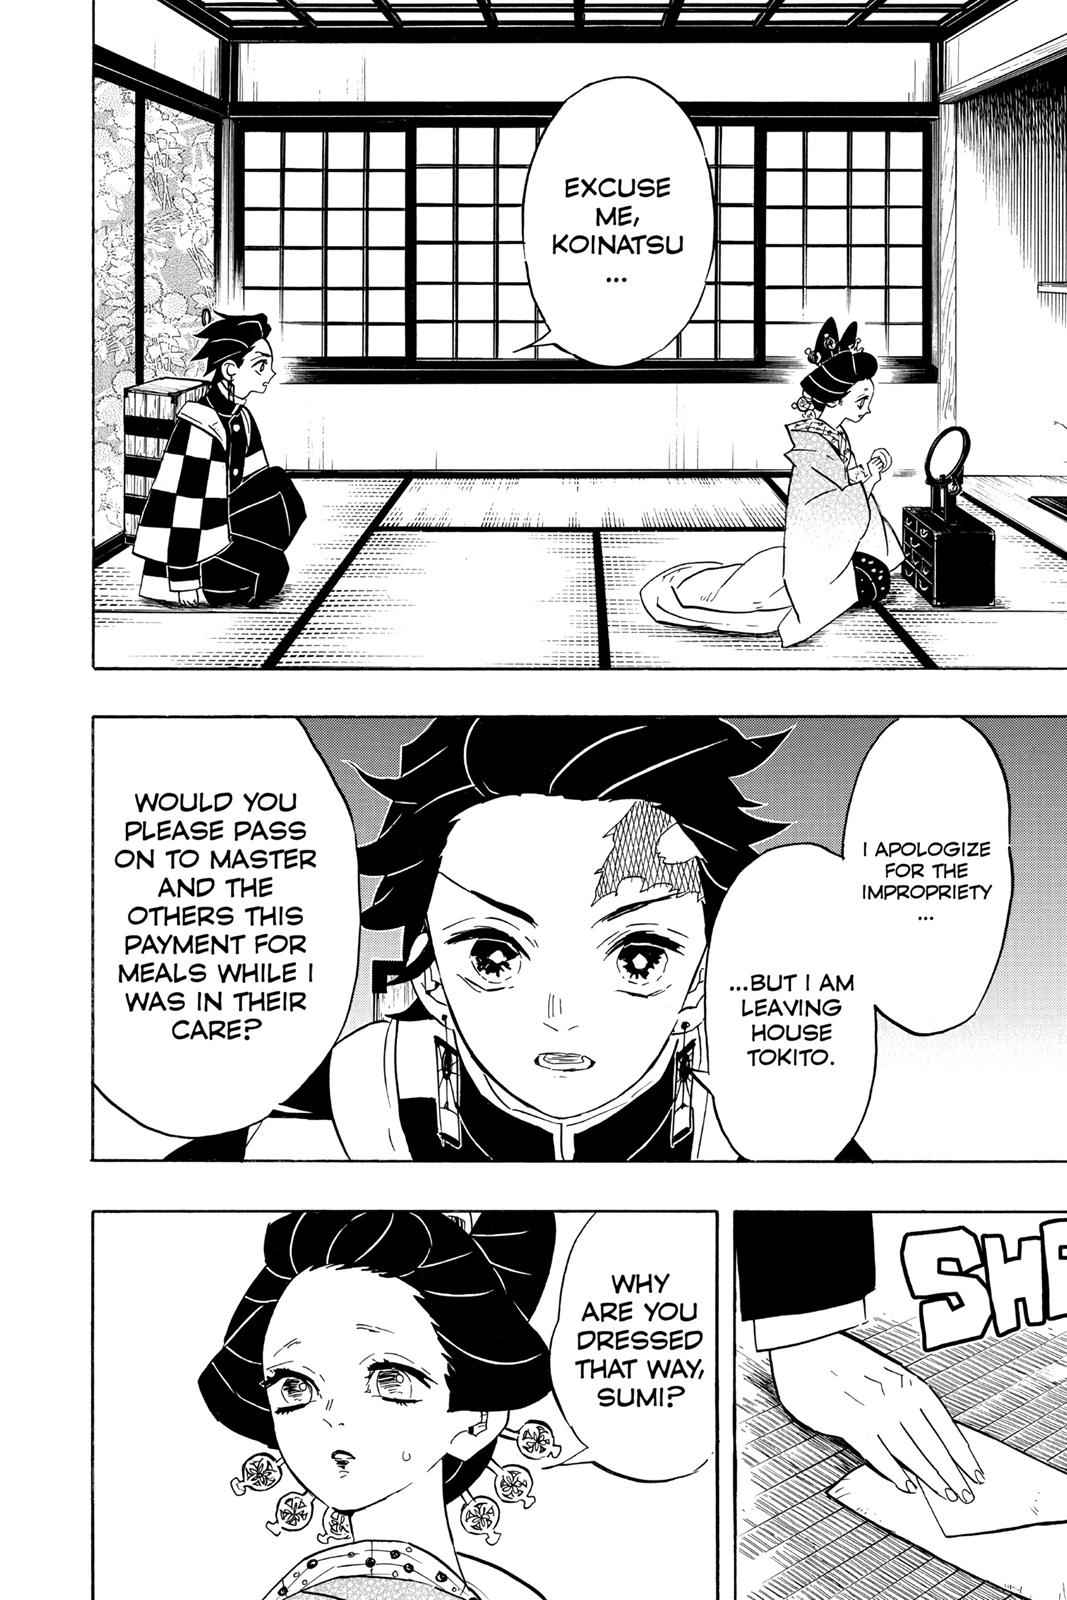 EXCUSE
ME,
KOINATSU
...
I APOLOGIZE
FOR THE
IMPROPRIETY
...
...BUT I AM
LEAVING
HOUSE
TOKITO.
WOULD YOU
PLEASE PASS
ON TO MASTER
AND THE
OTHERS THIS
PAYMENT FOR
MEALS WHILE I
WAS IN THEIR
CARE?
WHY
ARE YOU
DRESSED
THAT WAY,
SUMI?